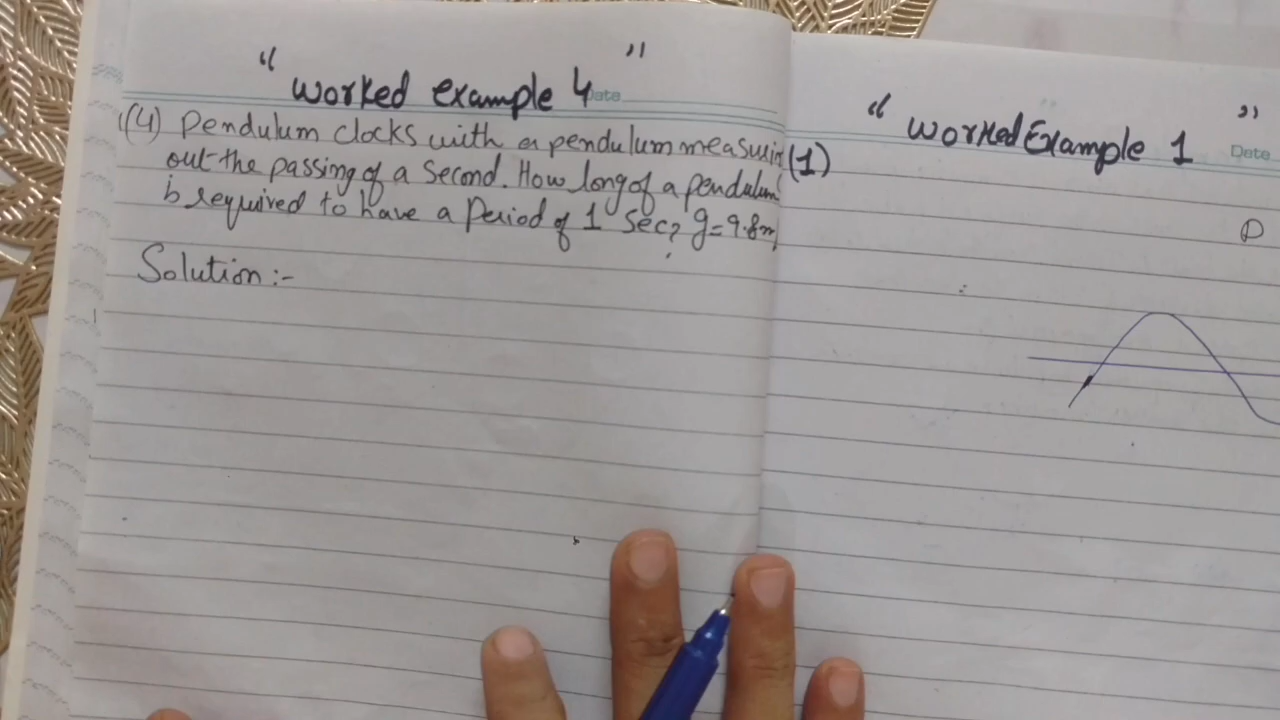 " Worked example 4 "
Date
(4) Pendulum clocks with a pendulum measurin
out the passing of a second. How long of a pendulum
is required to have a Period of 1 sec? g=9.8m
Solution:-
" Worked Example 1 "
Date
(1)
P